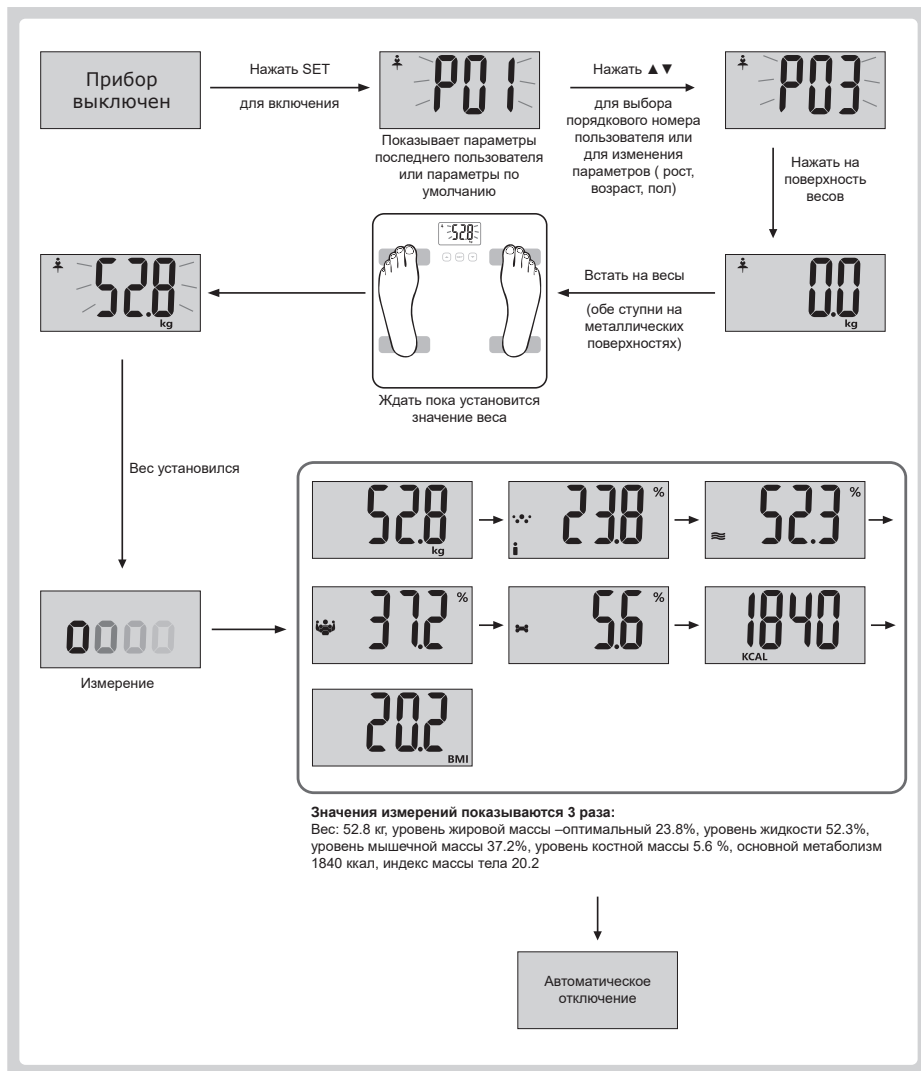 Прибор
выключен
Нажать SET
для включения
P01
Показывает параметры
последнего пользователя
или параметры по
умолчанию
Нажать ▲▼
для выбора
порядкового номера
пользователя или
для изменения
параметров ( рост,
возраст, пол)
P03
Нажать на
поверхность
весов
0.0
kg
Встать на весы
(обе ступни на
металлических
поверхностях)
52.8
kg
Ждать пока установится
значение веса
52.8
kg
Вес установился
Измерение
52.8
kg
23.8 %
52.3 %
37.2 %
5.6 %
1840
KCAL
20.2
BMI
Значения измерений показываются 3 раза:
Вес: 52.8 кг, уровень жировой массы –оптимальный 23.8%, уровень жидкости 52.3%,
уровень мышечной массы 37.2%, уровень костной массы 5.6 %, основной метаболизм
1840 ккал, индекс массы тела 20.2
Автоматическое
отключение